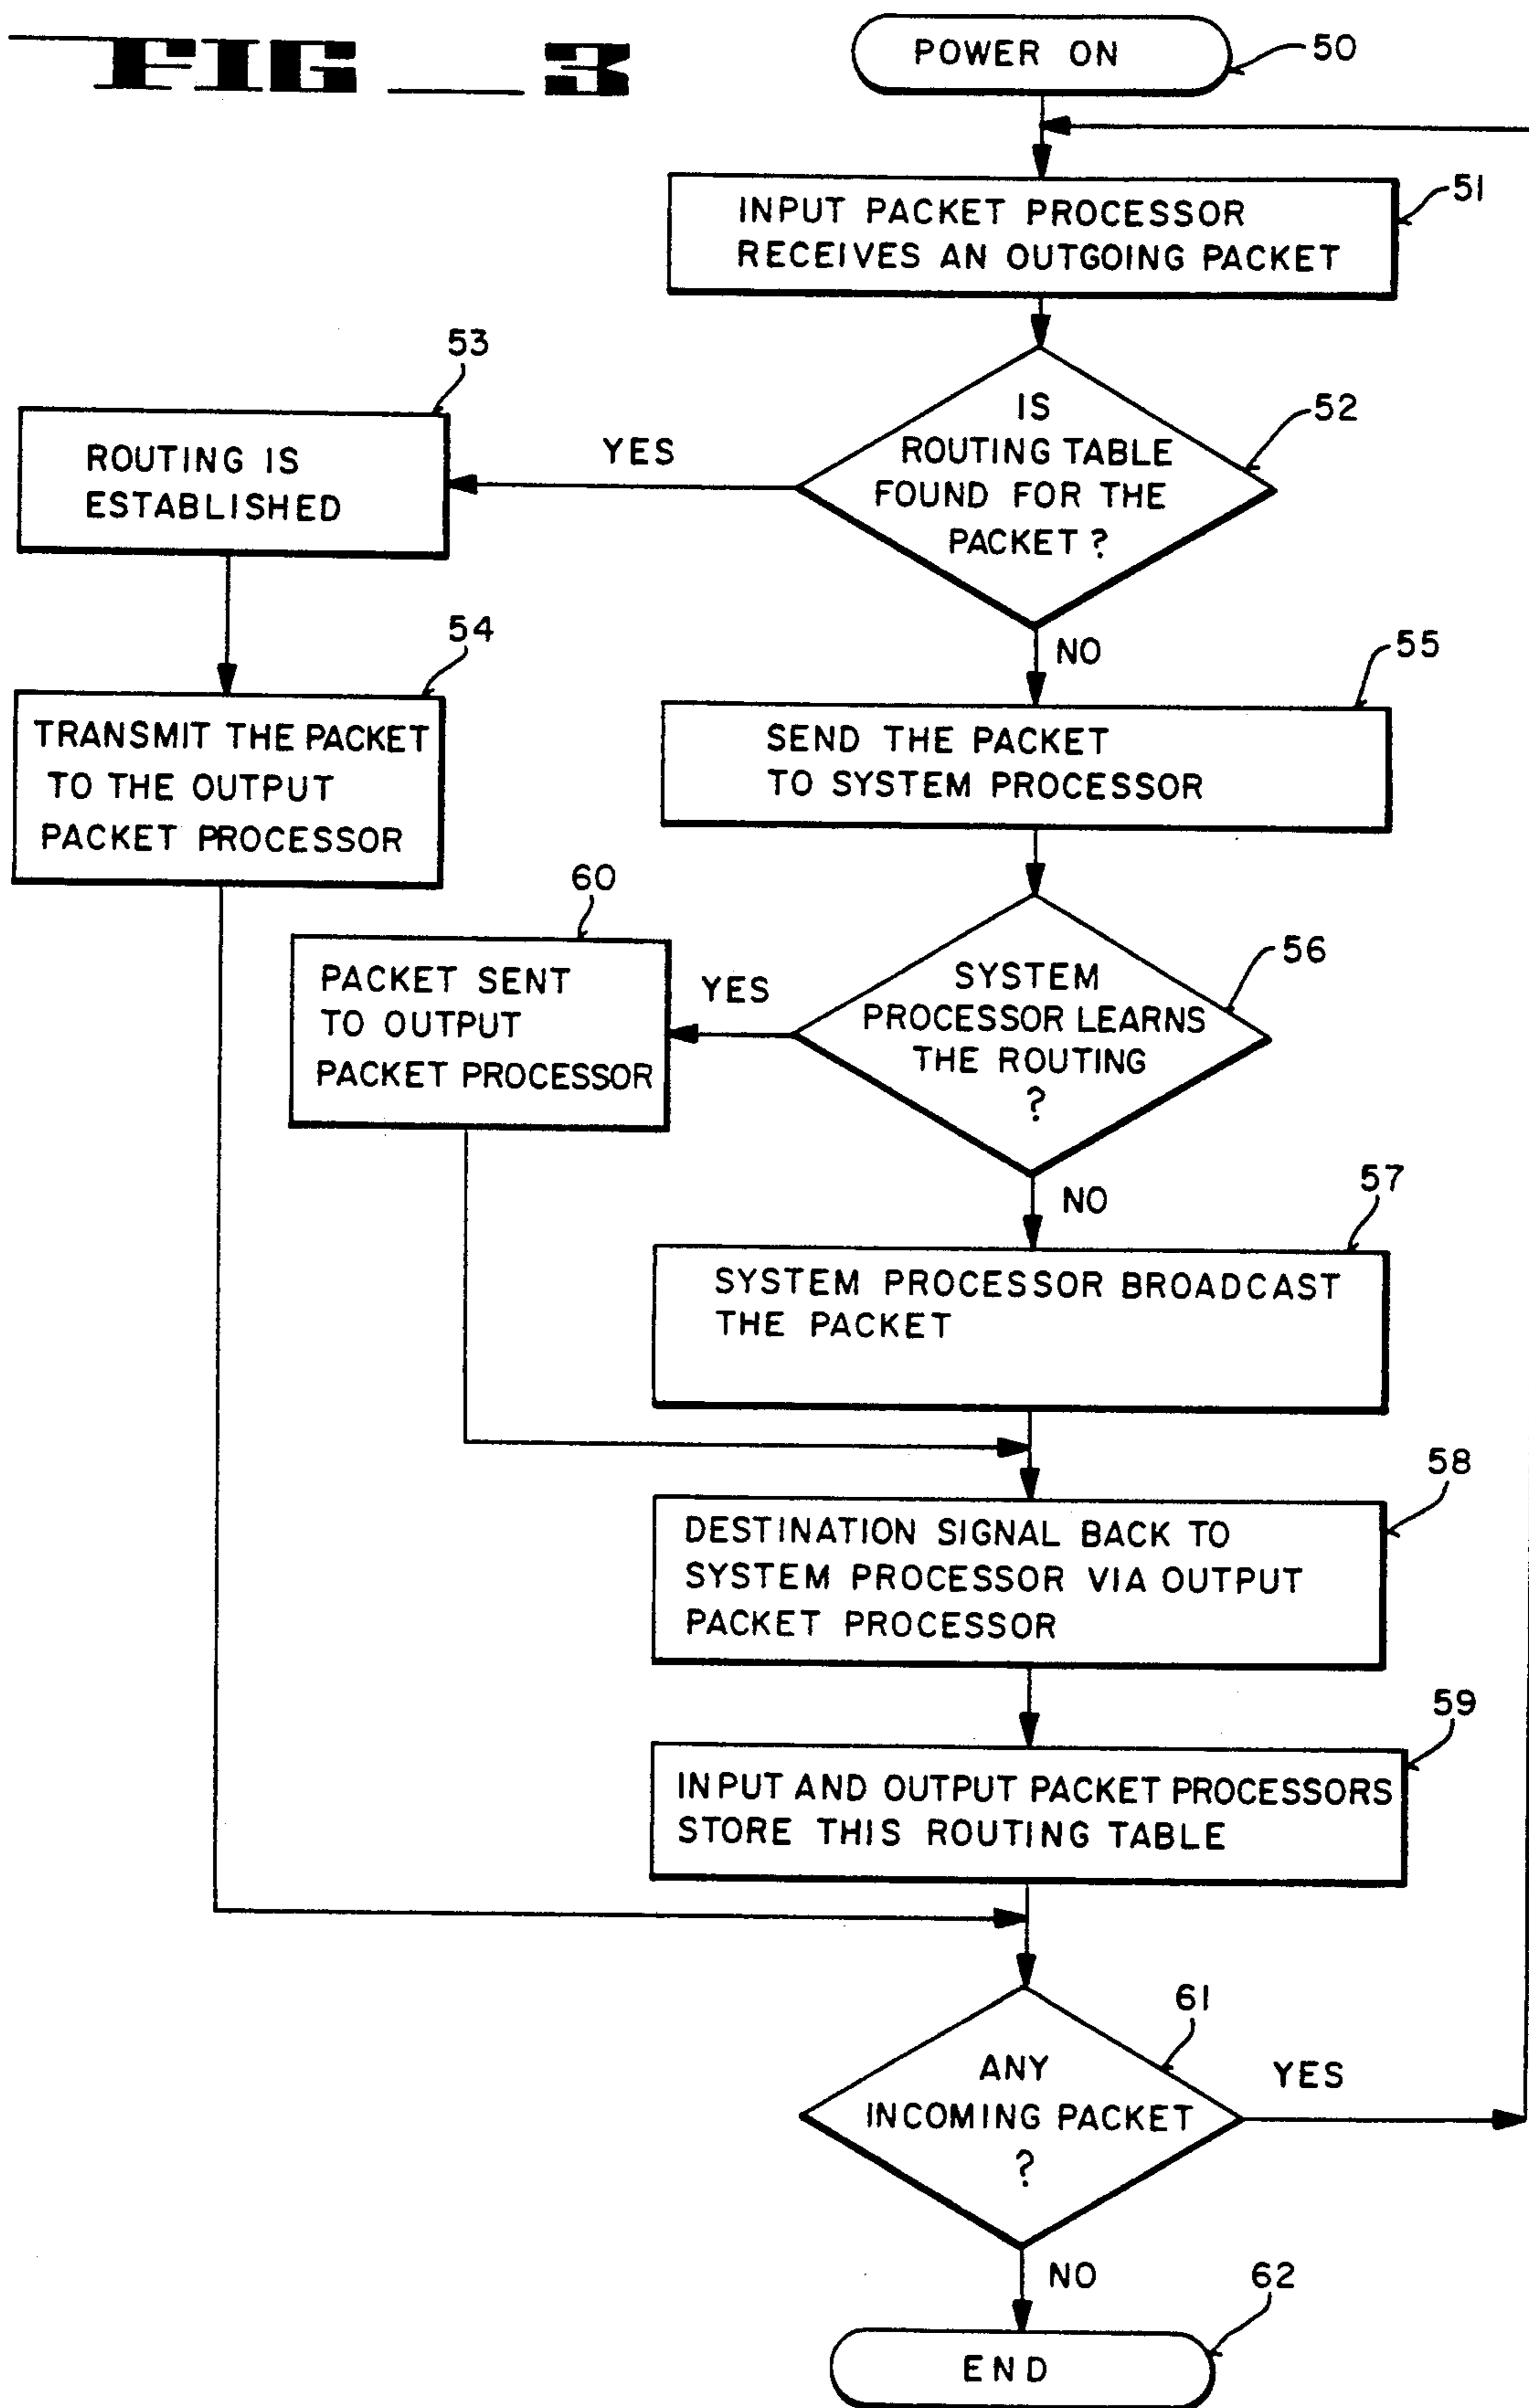 FIG 3
POWER ON
50
INPUT PACKET PROCESSOR
RECEIVES AN OUTGOING PACKET
51
IS
ROUTING TABLE
FOUND FOR THE
PACKET ?
52
YES
53
ROUTING IS
ESTABLISHED
54
TRANSMIT THE PACKET
TO THE OUTPUT
PACKET PROCESSOR
NO
55
SEND THE PACKET
TO SYSTEM PROCESSOR
56
SYSTEM
PROCESSOR LEARNS
THE ROUTING
?
YES
60
PACKET SENT
TO OUTPUT
PACKET PROCESSOR
NO
57
SYSTEM PROCESSOR BROADCAST
THE PACKET
58
DESTINATION SIGNAL BACK TO
SYSTEM PROCESSOR VIA OUTPUT
PACKET PROCESSOR
59
INPUT AND OUTPUT PACKET PROCESSORS
STORE THIS ROUTING TABLE
61
ANY
INCOMING PACKET
?
YES
NO
62
END